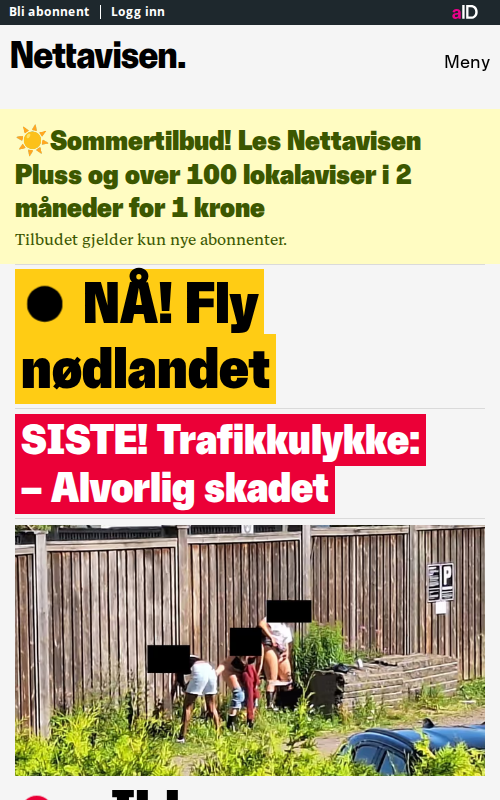 Bli abonnent | Logg inn
aID
Nettavisen.
Meny
☀️Sommertilbud! Les Nettavisen
Pluss og over 100 lokalaviser i 2
måneder for 1 krone
Tilbudet gjelder kun nye abonnenter.
● NÅ! Fly
nødlandet
SISTE! Trafikkulykke:
– Alvorlig skadet
P